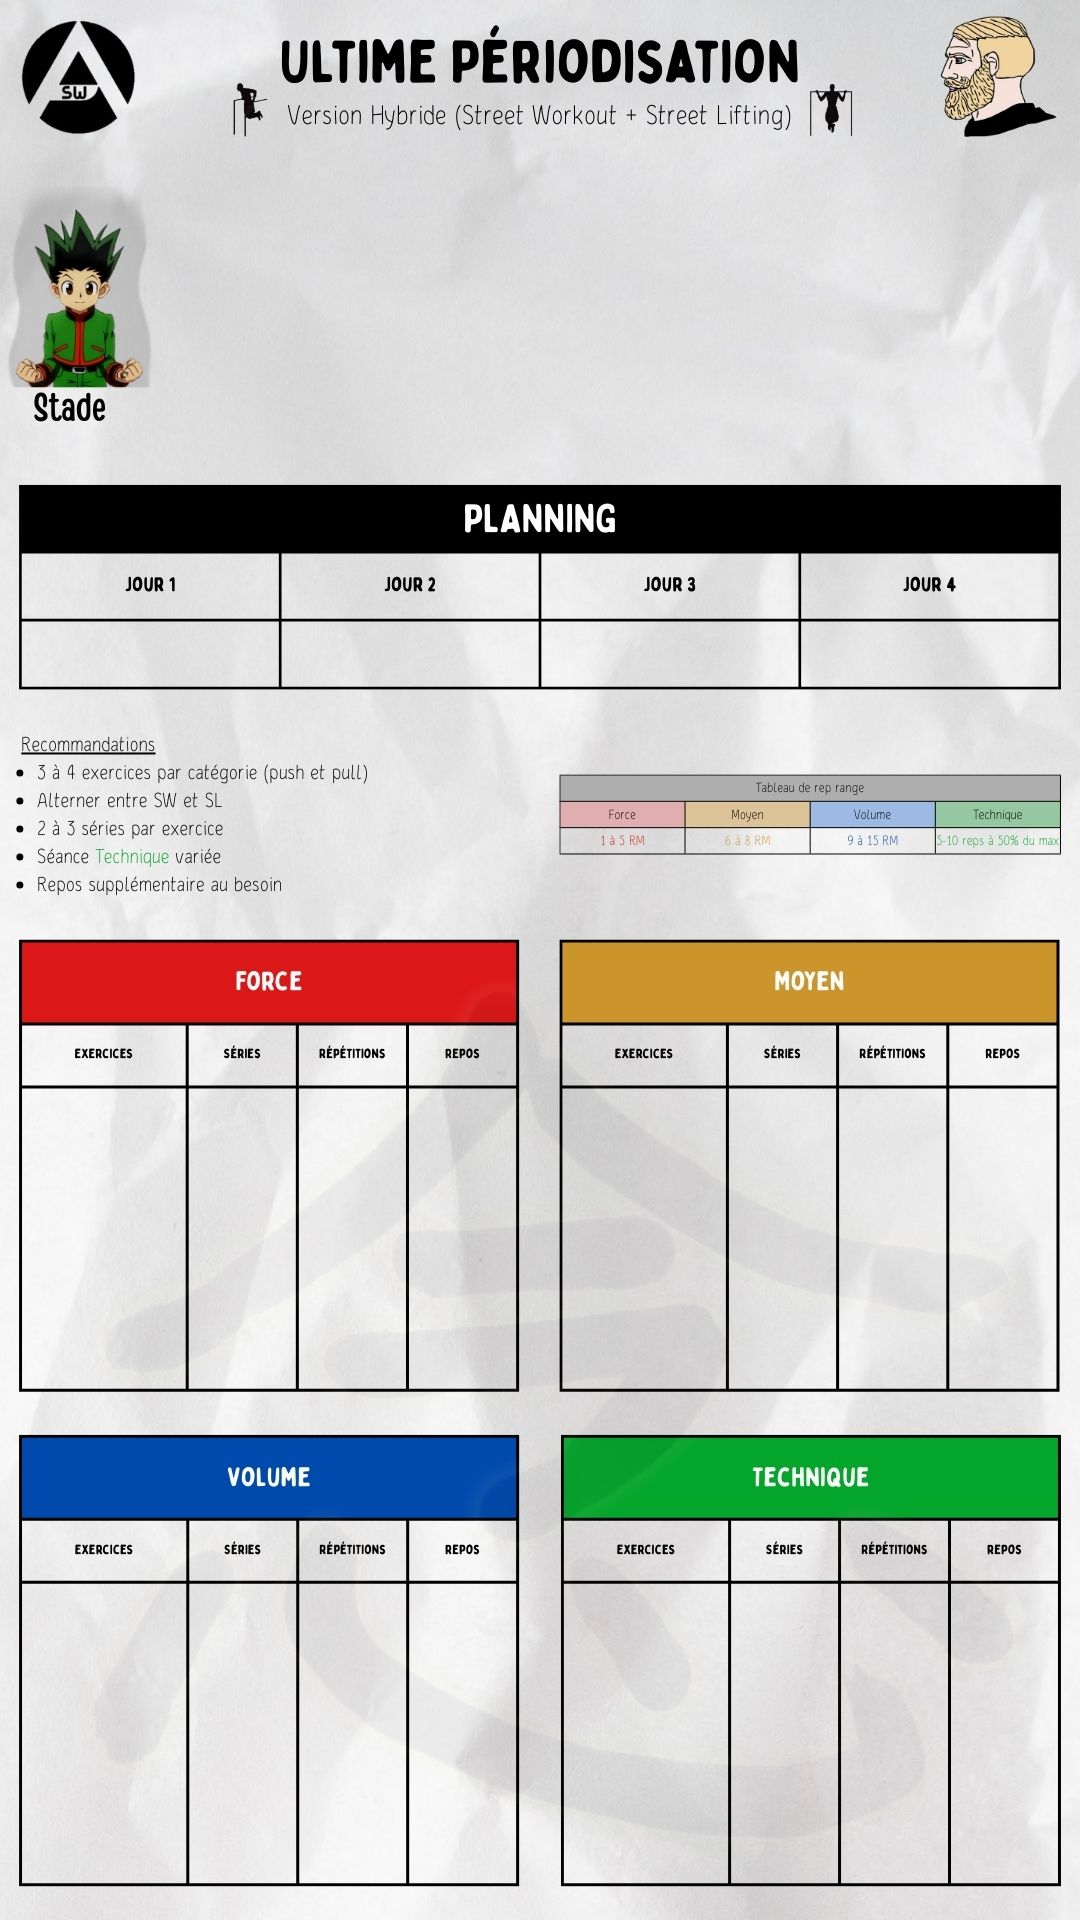 SW
ULTIME PÉRIODISATION
Version Hybride (Street Workout + Street Lifting)
Stade
PLANNING
JOUR 1 JOUR 2 JOUR 3 JOUR 4
Recommandations
• 3 à 4 exercices par catégorie (push et pull)
• Alterner entre SW et SL
• 2 à 3 séries par exercice
• Séance Technique variée
• Repos supplémentaire au besoin
Tableau de rep range
Force Moyen Volume Technique
1 à 5 RM 6 à 8 RM 9 à 15 RM 5-10 reps à 50% du max
FORCE
EXERCICES SÉRIES RÉPÉTITIONS REPOS
MOYEN
EXERCICES SÉRIES RÉPÉTITIONS REPOS
VOLUME
EXERCICES SÉRIES RÉPÉTITIONS REPOS
TECHNIQUE
EXERCICES SÉRIES RÉPÉTITIONS REPOS